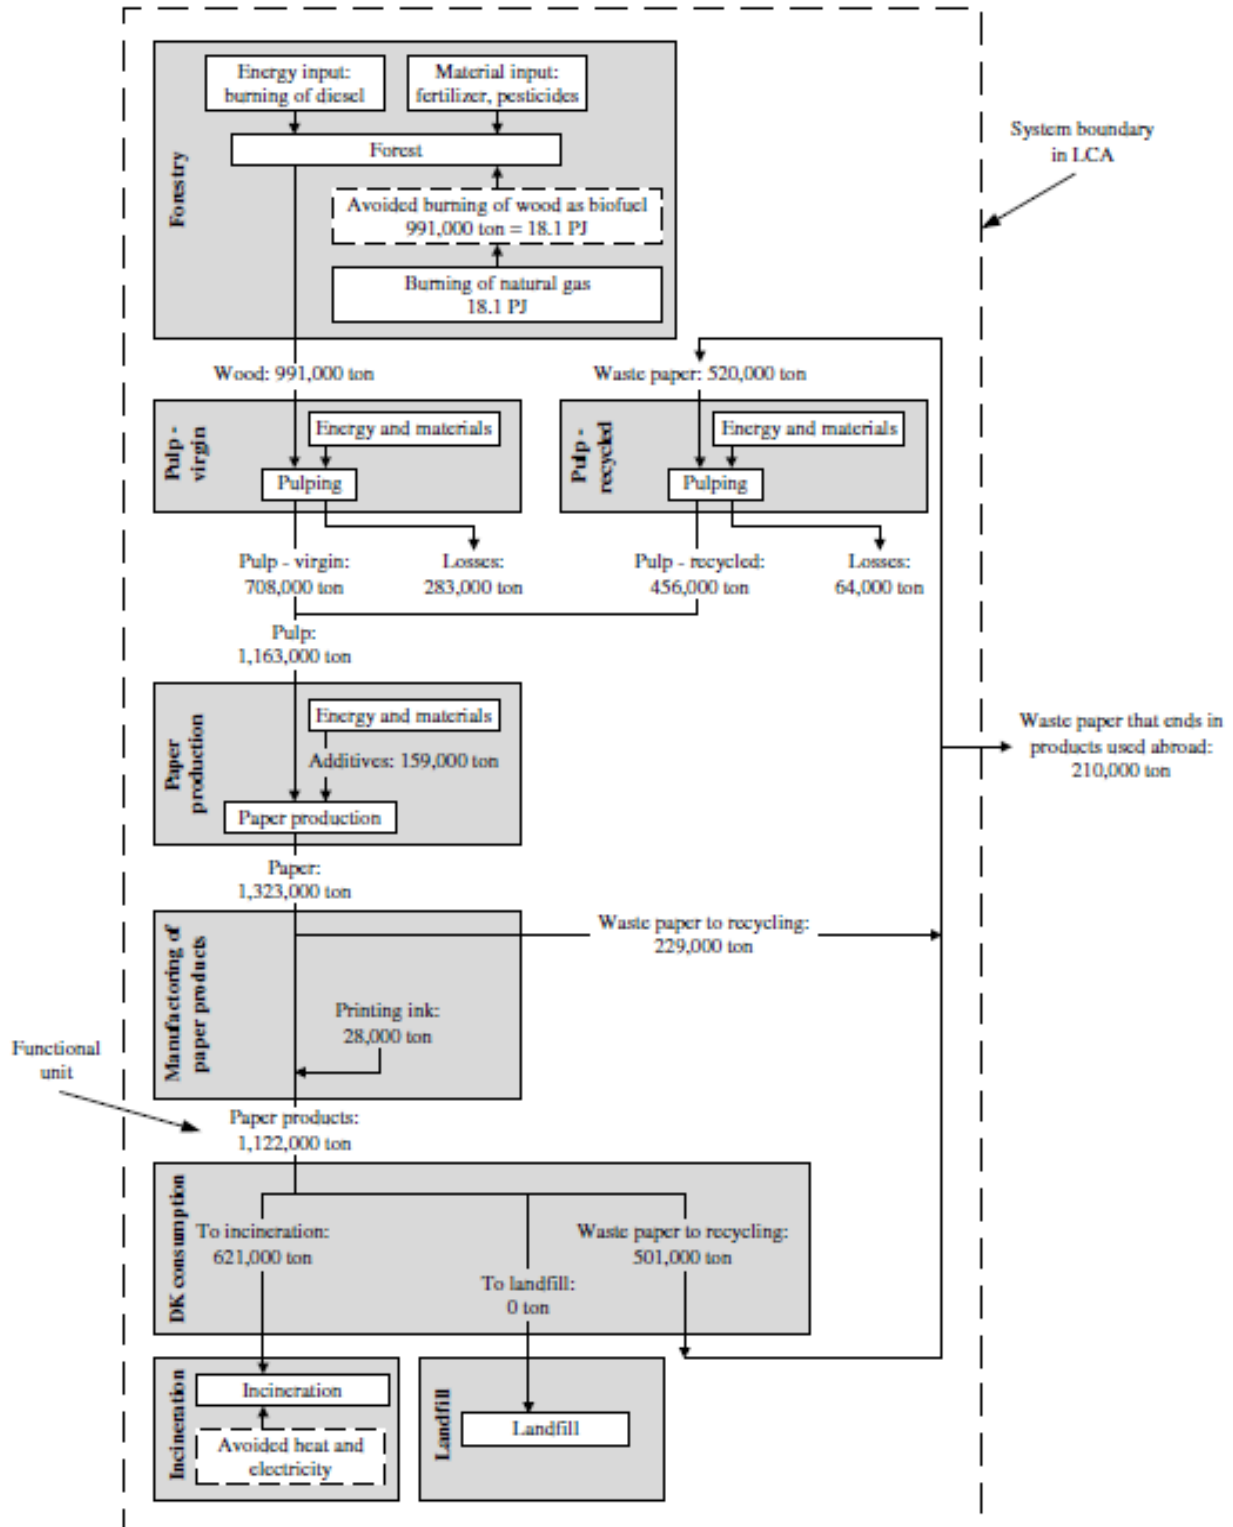 Energy input:
burning of diesel
Material input:
fertilizer, pesticides
System boundary
in LCA
Forest
Forestry
Avoided burning of wood as biofuel
991,000 ton = 18.1 PJ
Burning of natural gas
18.1 PJ
Wood: 991,000 ton
Waste paper: 520,000 ton
Pulp -
virgin
Energy and materials
Pulping
Pulp -
recycled
Energy and materials
Pulping
Pulp - virgin:
708,000 ton
Losses:
283,000 ton
Pulp - recycled:
456,000 ton
Losses:
64,000 ton
Pulp:
1,163,000 ton
Paper
production
Energy and materials
Additives: 159,000 ton
Paper production
Waste paper that ends in
products used abroad:
210,000 ton
Paper:
1,323,000 ton
Manufactoring of
paper products
Waste paper to recycling:
229,000 ton
Printing ink:
28,000 ton
Functional
unit
Paper products:
1,122,000 ton
DK consumption
To incineration:
621,000 ton
To landfill:
0 ton
Waste paper to recycling:
501,000 ton
Incineration
Incineration
Avoided heat and
electricity
Landfill
Landfill